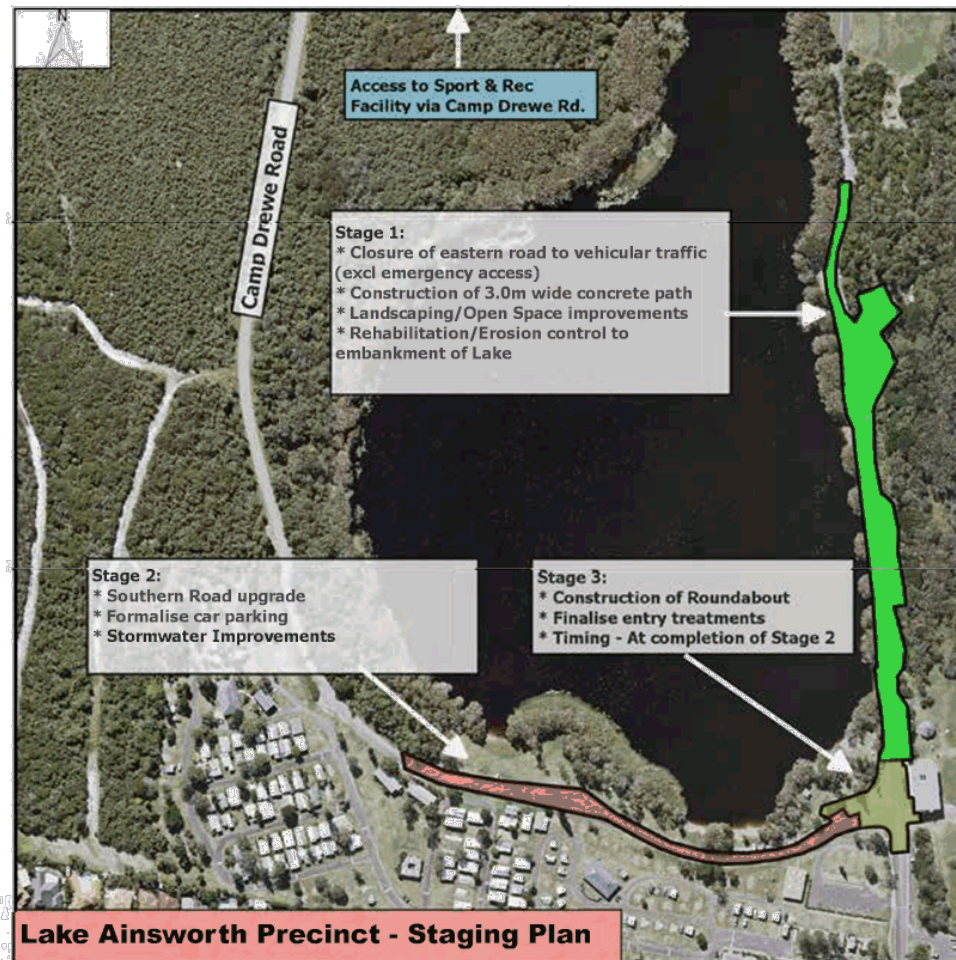 N
Access to Sport & Rec
Facility via Camp Drewe Rd.
Camp Drewe Road
Stage 1:
* Closure of eastern road to vehicular traffic
(excl emergency access)
* Construction of 3.0m wide concrete path
* Landscaping/Open Space improvements
* Rehabilitation/Erosion control to
embankment of Lake
Stage 2:
* Southern Road upgrade
* Formalise car parking
* Stormwater Improvements
Stage 3:
* Construction of Roundabout
* Finalise entry treatments
* Timing - At completion of Stage 2
Lake Ainsworth Precinct - Staging Plan